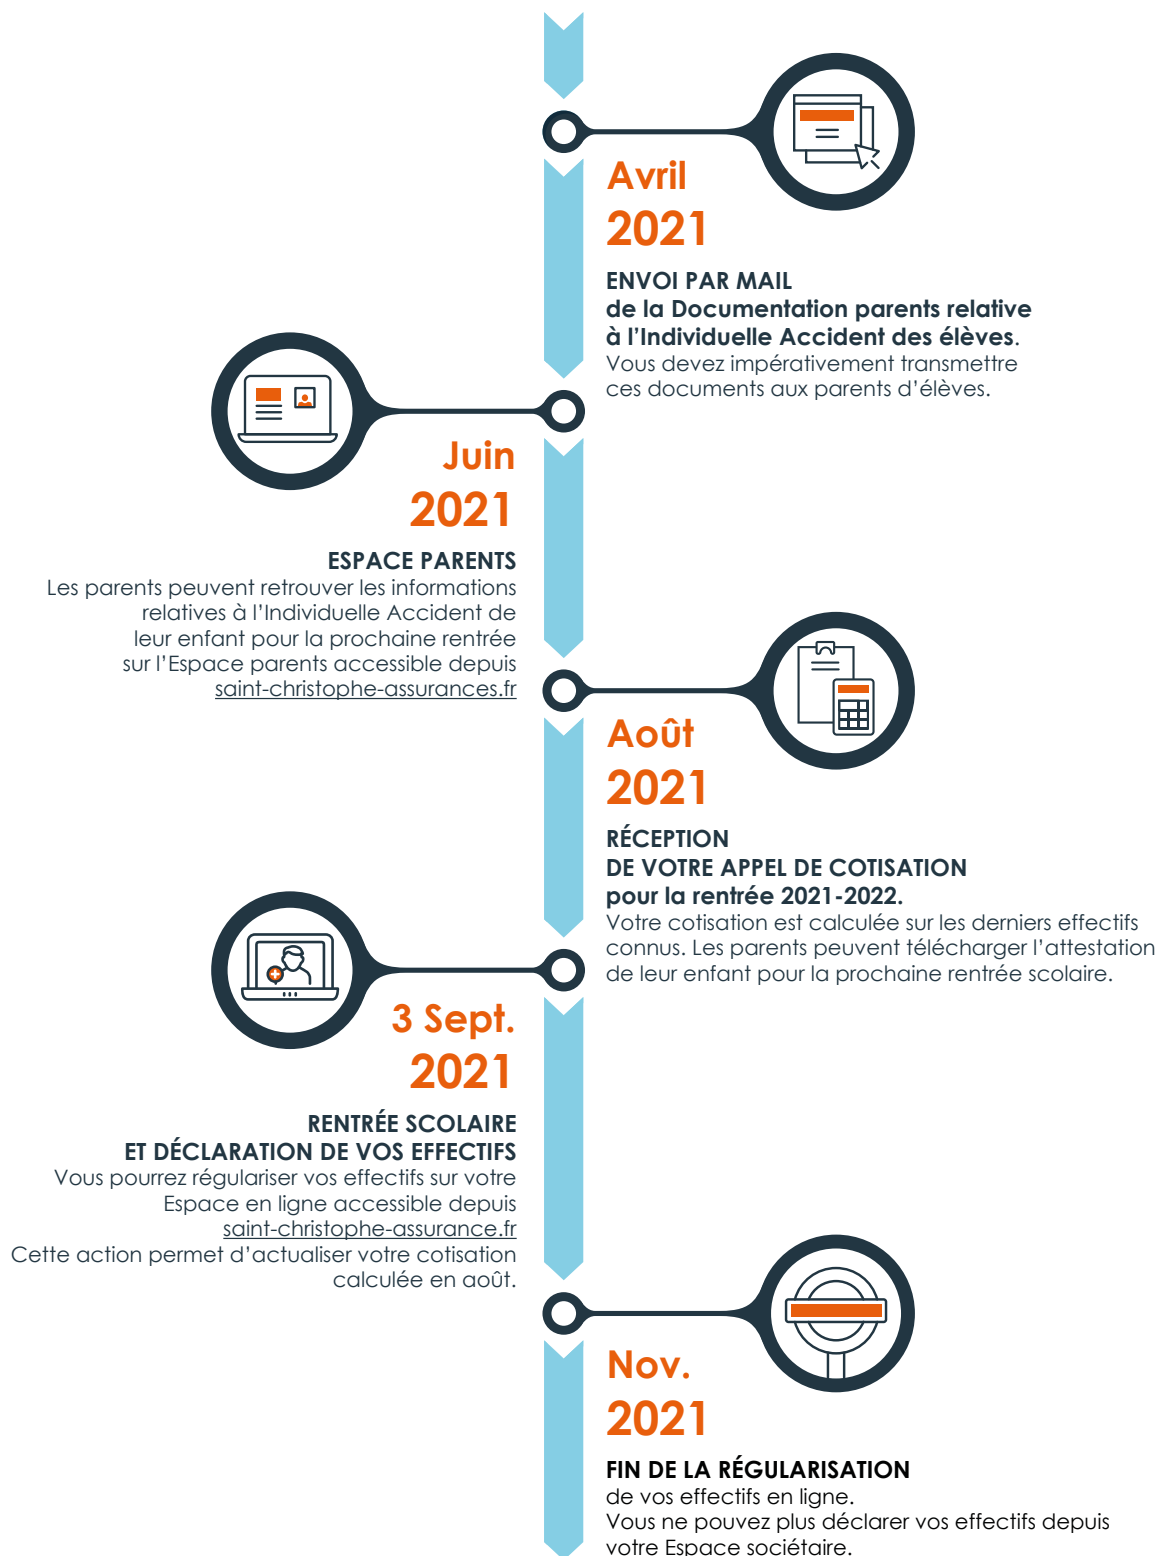 Avril
2021
ENVOI PAR MAIL
de la Documentation parents relative
à l’Individuelle Accident des élèves.
Vous devez impérativement transmettre
ces documents aux parents d’élèves.
Juin
2021
ESPACE PARENTS
Les parents peuvent retrouver les informations
relatives à l’Individuelle Accident de
leur enfant pour la prochaine rentrée
sur l’Espace parents accessible depuis
saint-christophe-assurances.fr
Août
2021
RÉCEPTION
DE VOTRE APPEL DE COTISATION
pour la rentrée 2021-2022.
Votre cotisation est calculée sur les derniers effectifs
connus. Les parents peuvent télécharger l’attestation
de leur enfant pour la prochaine rentrée scolaire.
3 Sept.
2021
RENTRÉE SCOLAIRE
ET DÉCLARATION DE VOS EFFECTIFS
Vous pourrez régulariser vos effectifs sur votre
Espace en ligne accessible depuis
saint-christophe-assurance.fr
Cette action permet d’actualiser votre cotisation
calculée en août.
Nov.
2021
FIN DE LA RÉGULARISATION
de vos effectifs en ligne.
Vous ne pouvez plus déclarer vos effectifs depuis
votre Espace sociétaire.